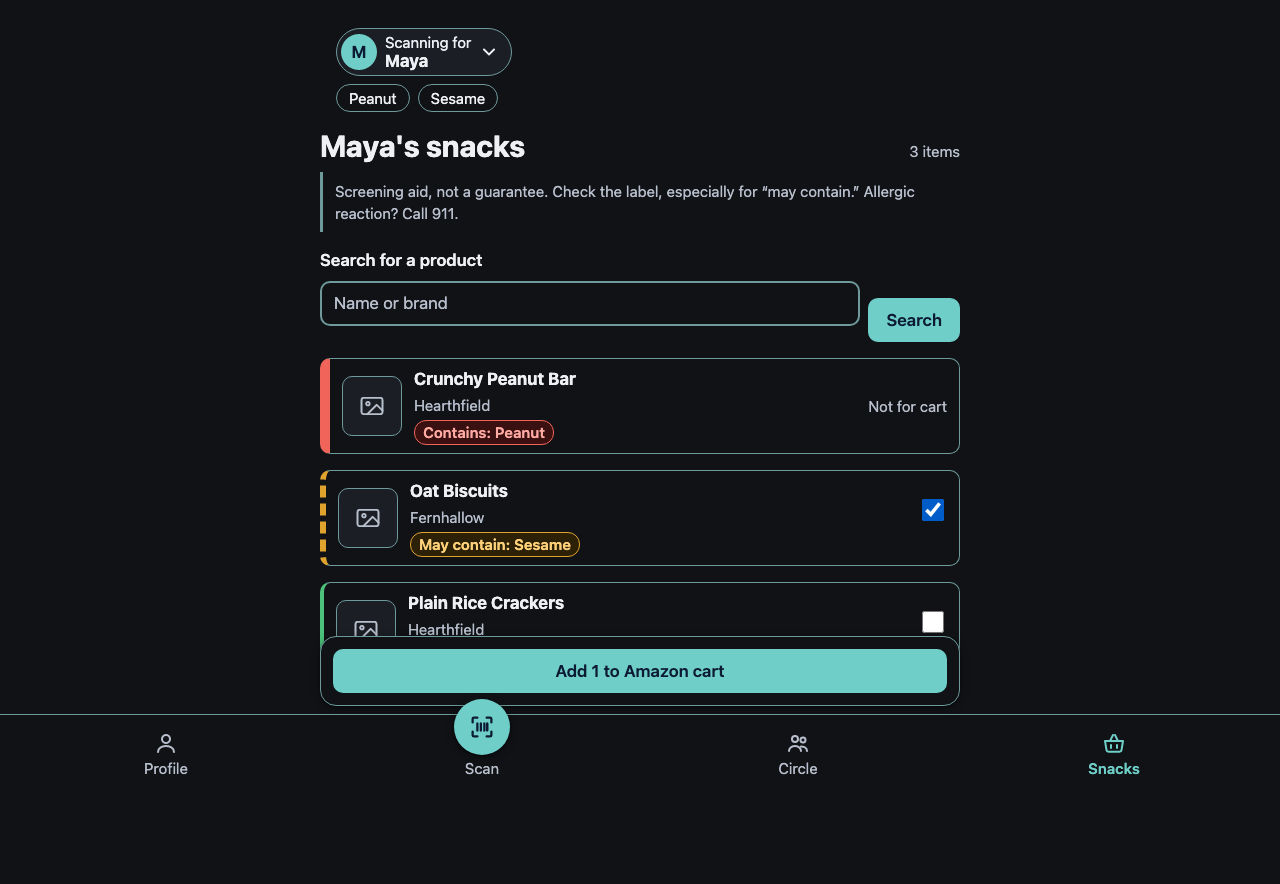 M
Scanning for
Maya
Peanut
Sesame
Maya's snacks
3 items
Screening aid, not a guarantee. Check the label, especially for “may contain.” Allergic
reaction? Call 911.
Search for a product
Name or brand
Search
Crunchy Peanut Bar
Hearthfield
Contains: Peanut
Not for cart
Oat Biscuits
Fernhallow
May contain: Sesame
Plain Rice Crackers
Hearthfield
Add 1 to Amazon cart
Profile
Scan
Circle
Snacks